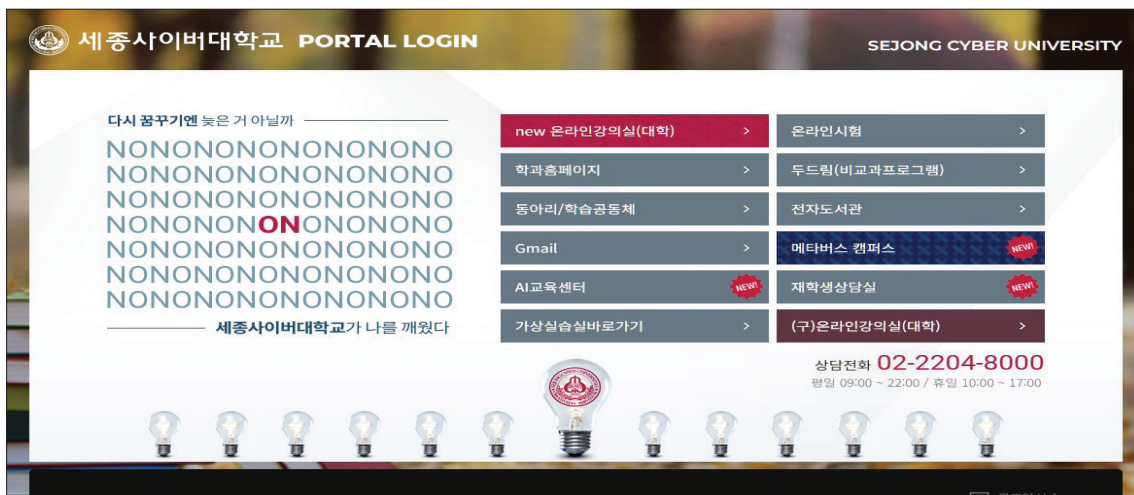 세종사이버대학교 PORTAL LOGIN
SEJONG CYBER UNIVERSITY
다시 꿈꾸기엔 늦은 거 아닐까
NONONONONONONONO
NONONONONONONONO
NONONONONONONONO
NONONONONONONONO
NONONONONONONONO
NONONONONONONONO
NONONONONONONONO
세종사이버대학교가 나를 깨웠다
new 온라인강의실(대학) >
온라인시험 >
학과홈페이지 >
두드림(비교과프로그램) >
동아리/학습공동체 >
전자도서관 >
Gmail >
메타버스 캠퍼스 NEW!
AI교육센터 NEW!
재학생상담실 NEW!
가상실습실바로가기 >
(구)온라인강의실(대학) >
상담전화 02-2204-8000
평일 09:00 ~ 22:00 / 휴일 10:00 ~ 17:00